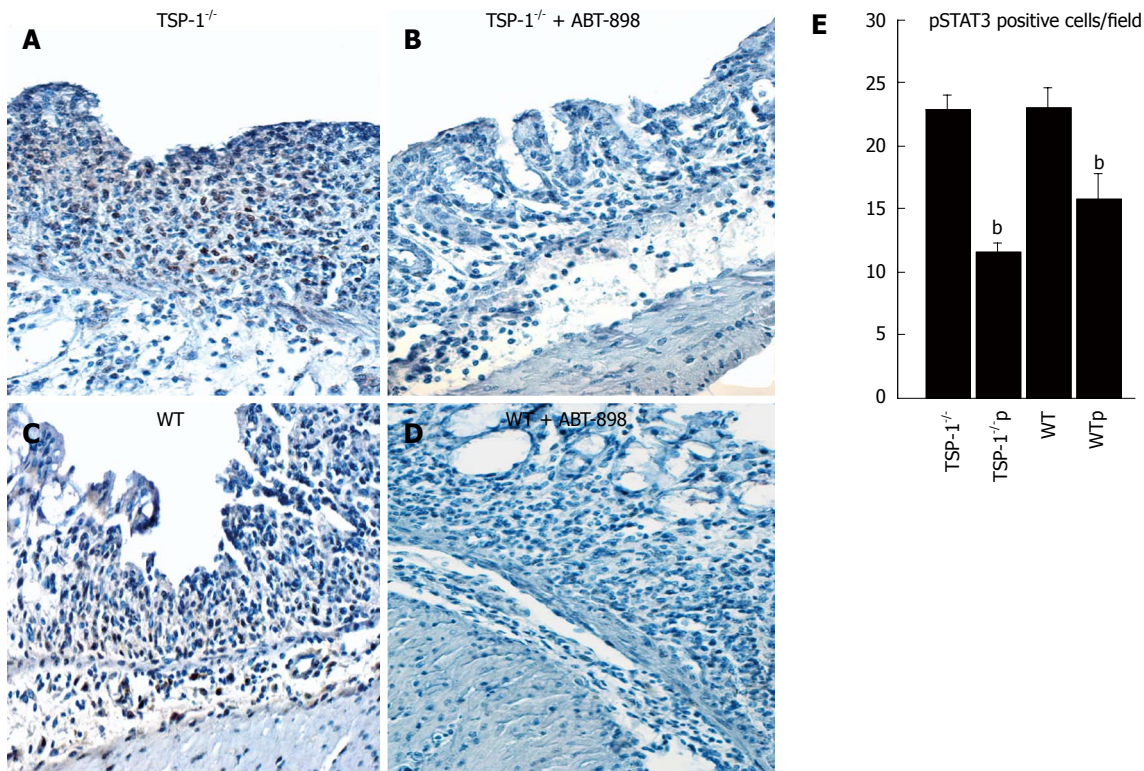 A
TSP-1⁻/⁻
B
TSP-1⁻/⁻ + ABT-898
C
WT
D
WT + ABT-898
E
pSTAT3 positive cells/field
30
25
20
15
10
5
0
b
b
TSP-1⁻/⁻
TSP-1⁻/⁻ p
WT
WTp